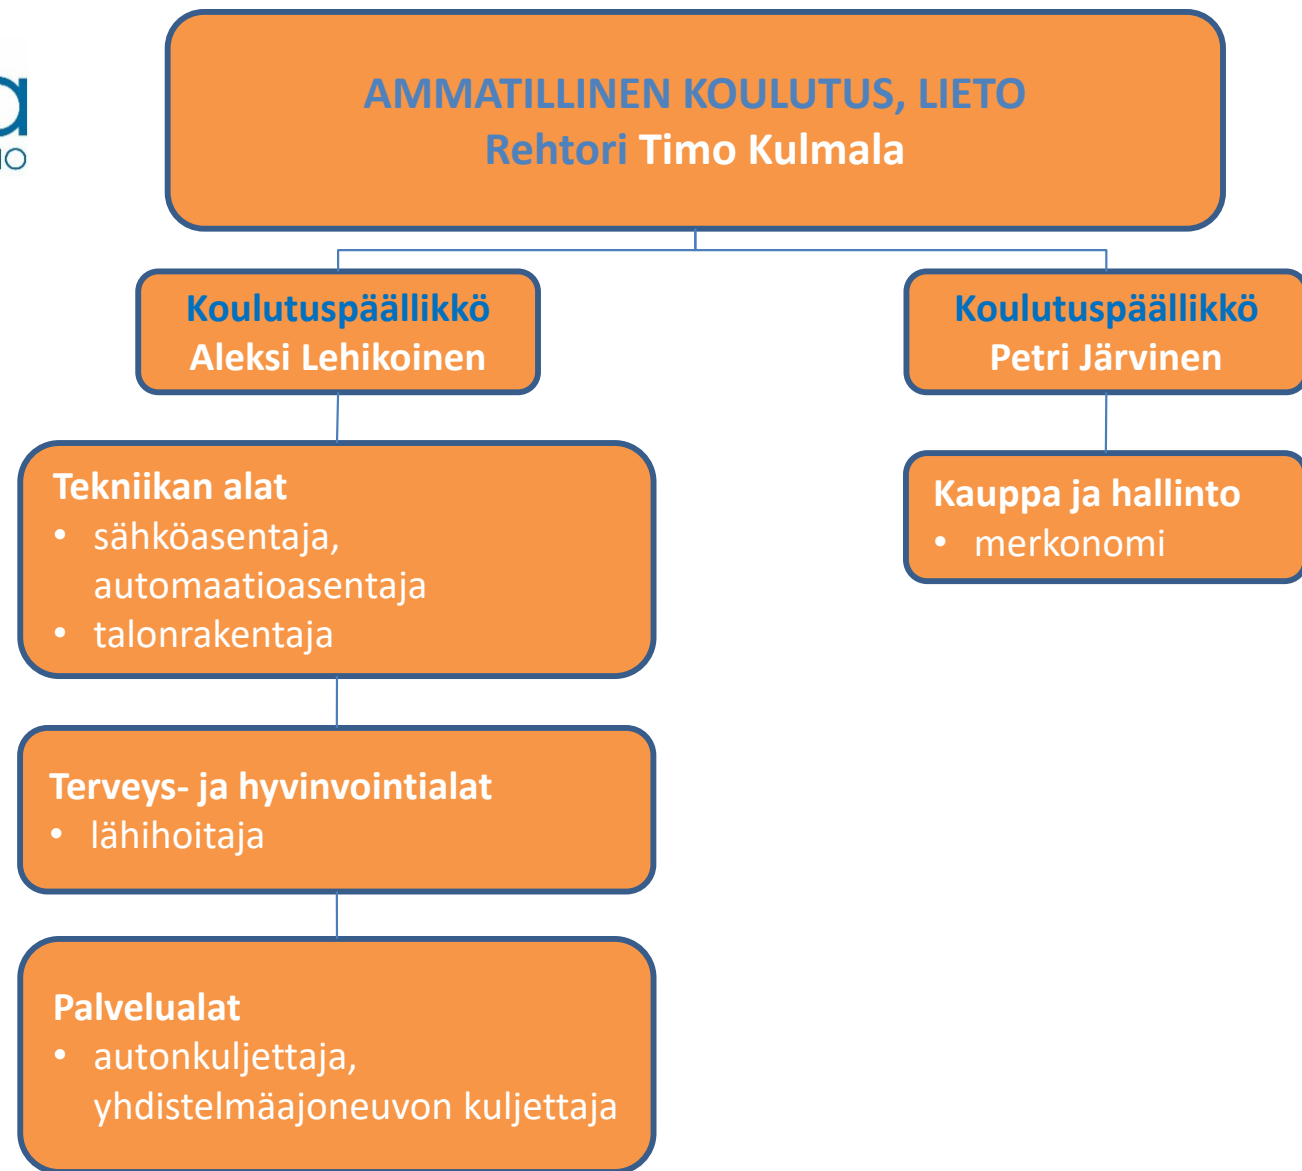 AMMATILLINEN KOULUTUS, LIETO
Rehtori Timo Kulmala
Koulutuspäällikkö
Aleksi Lehikoinen
Koulutuspäällikkö
Petri Järvinen
Tekniikan alat
• sähköasentaja,
automaatioasentaja
• talonrakentaja
Kauppa ja hallinto
• merkonomi
Terveys- ja hyvinvointialat
• lähihoitaja
Palvelualat
• autonkuljettaja,
yhdistelmäajoneuvon kuljettaja